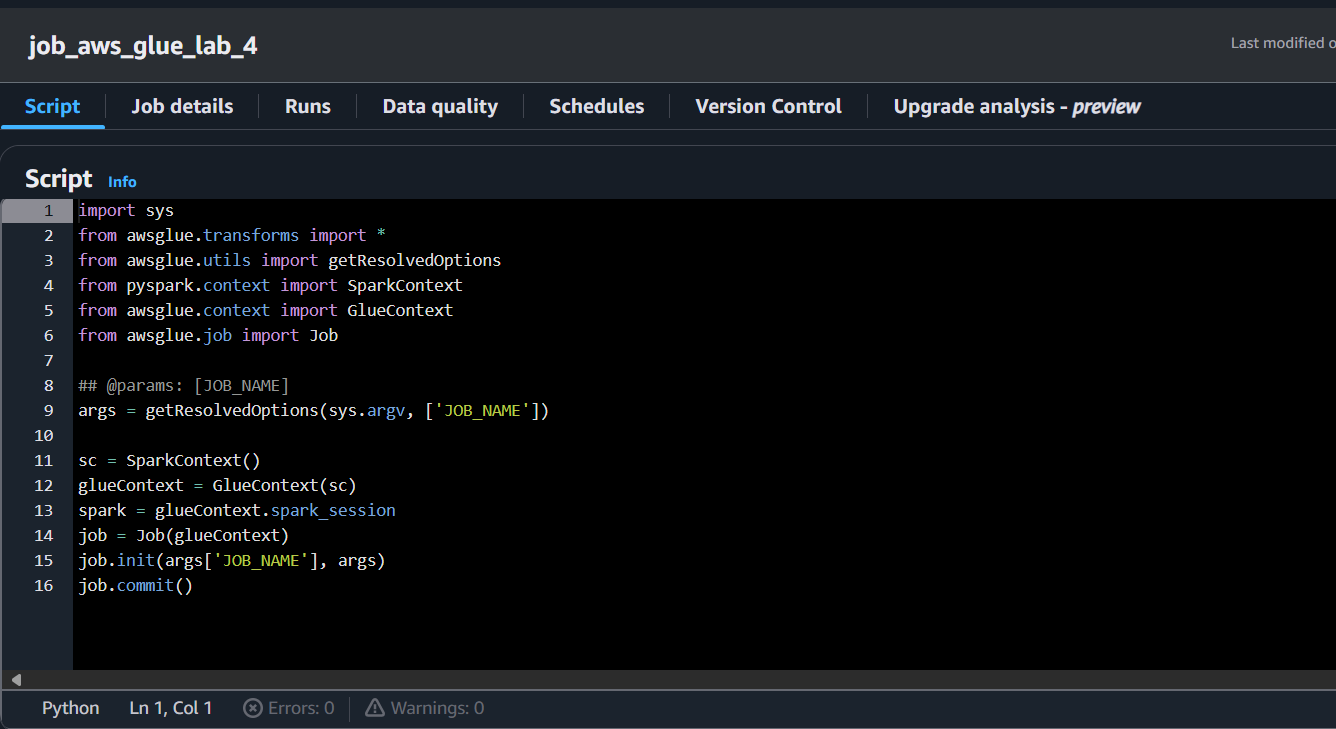 job_aws_glue_lab_4
Last modified o
Script Job details Runs Data quality Schedules Version Control Upgrade analysis - preview
Script Info
1 import sys
2 from awsglue.transforms import *
3 from awsglue.utils import getResolvedOptions
4 from pyspark.context import SparkContext
5 from awsglue.context import GlueContext
6 from awsglue.job import Job
7
8 ## @params: [JOB_NAME]
9 args = getResolvedOptions(sys.argv, ['JOB_NAME'])
10
11 sc = SparkContext()
12 glueContext = GlueContext(sc)
13 spark = glueContext.spark_session
14 job = Job(glueContext)
15 job.init(args['JOB_NAME'], args)
16 job.commit()
Python Ln 1, Col 1 Errors: 0 Warnings: 0